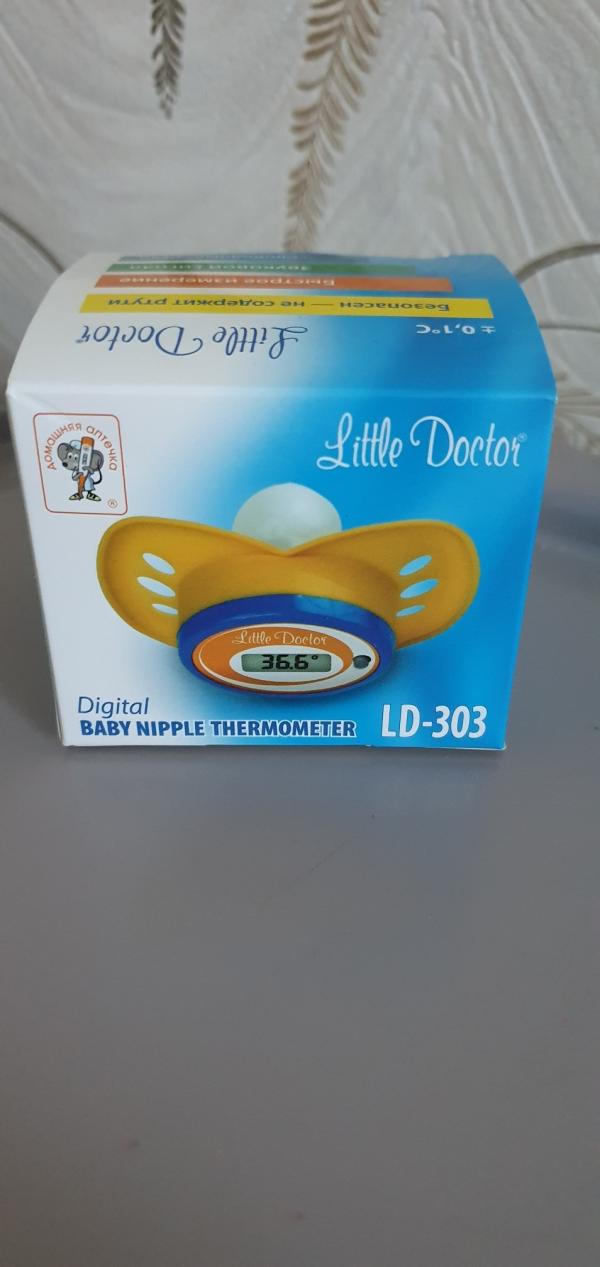 Звуковой сигнал
Быстрое измерение
Безопасен — не содержит ртути
± 0,1°C
Little Doctor
домашняя аптечка
®
Little Doctor®
Little Doctor
36.6°
Digital
BABY NIPPLE THERMOMETER
LD-303